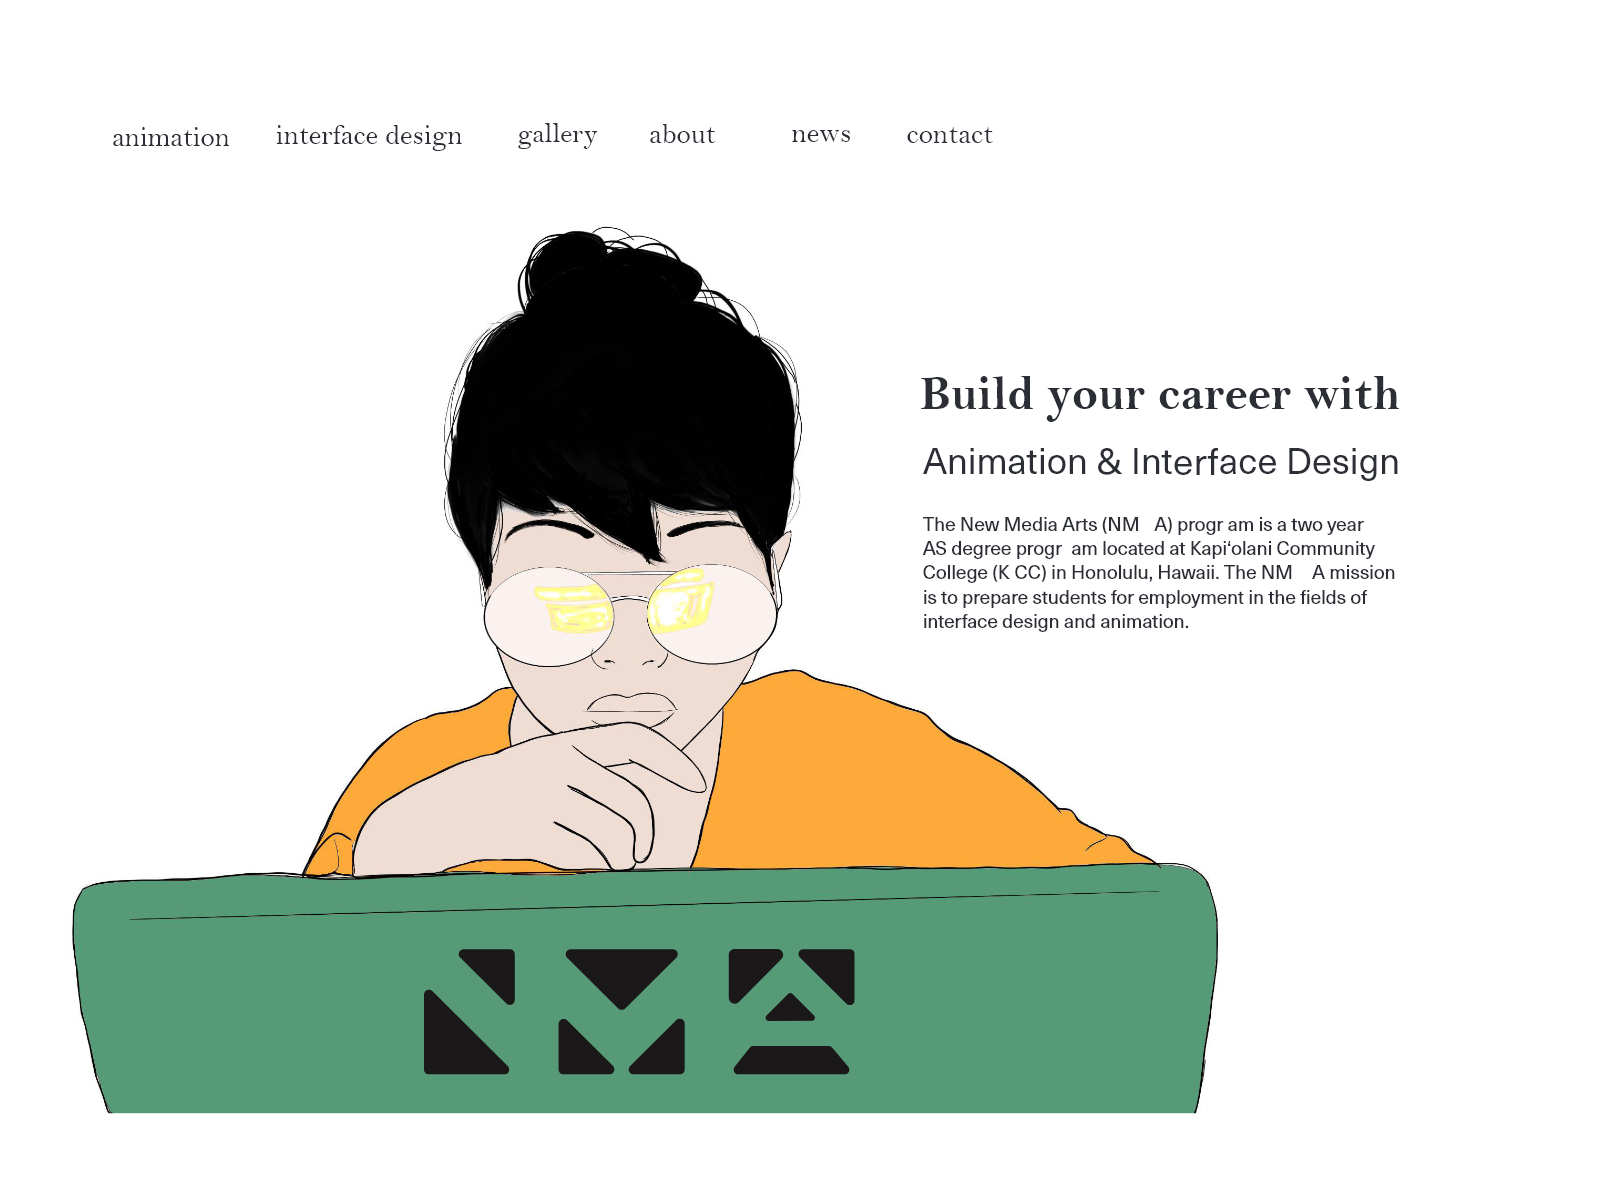 animation interface design gallery about news contact
Build your career with
Animation & Interface Design
The New Media Arts (NM A) progr am is a two year
AS degree progr am located at Kapi‘olani Community
College (K CC) in Honolulu, Hawaii. The NM A mission
is to prepare students for employment in the fields of
interface design and animation.
NMA